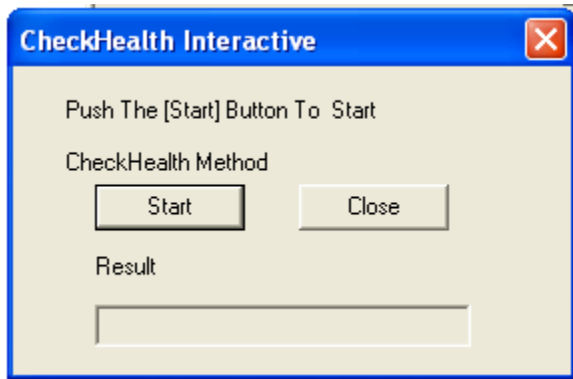 CheckHealth Interactive
Push The [Start] Button To  Start
CheckHealth Method
Start Close
Result